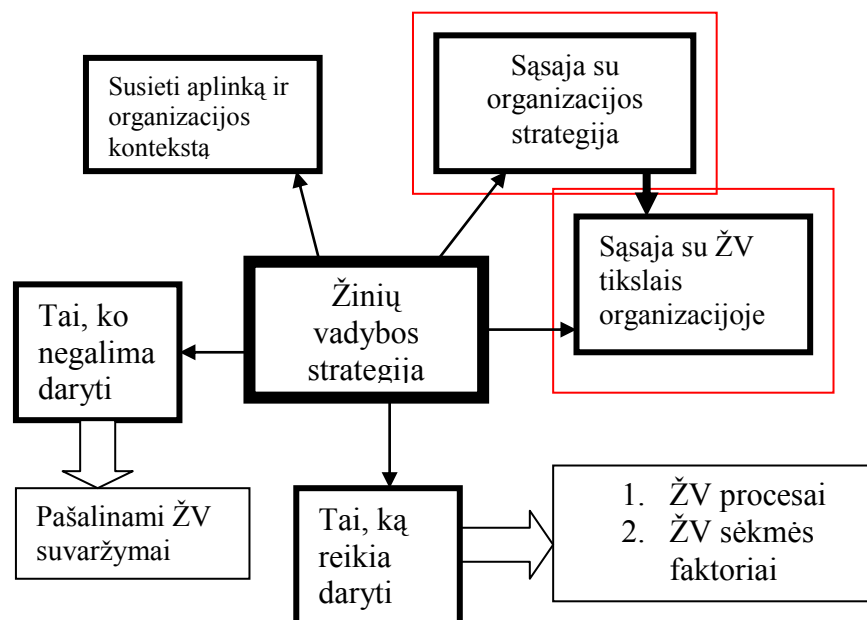 Susieti aplinką ir
organizacijos
kontekstą
Sąsaja su
organizacijos
strategija
Sąsaja su ŽV
tikslais
organizacijoje
Žinių
vadybos
strategija
Tai, ko
negalima
daryti
Pašalinami ŽV
suvaržymai
Tai, ką
reikia
daryti
1. ŽV procesai
2. ŽV sėkmės
faktoriai